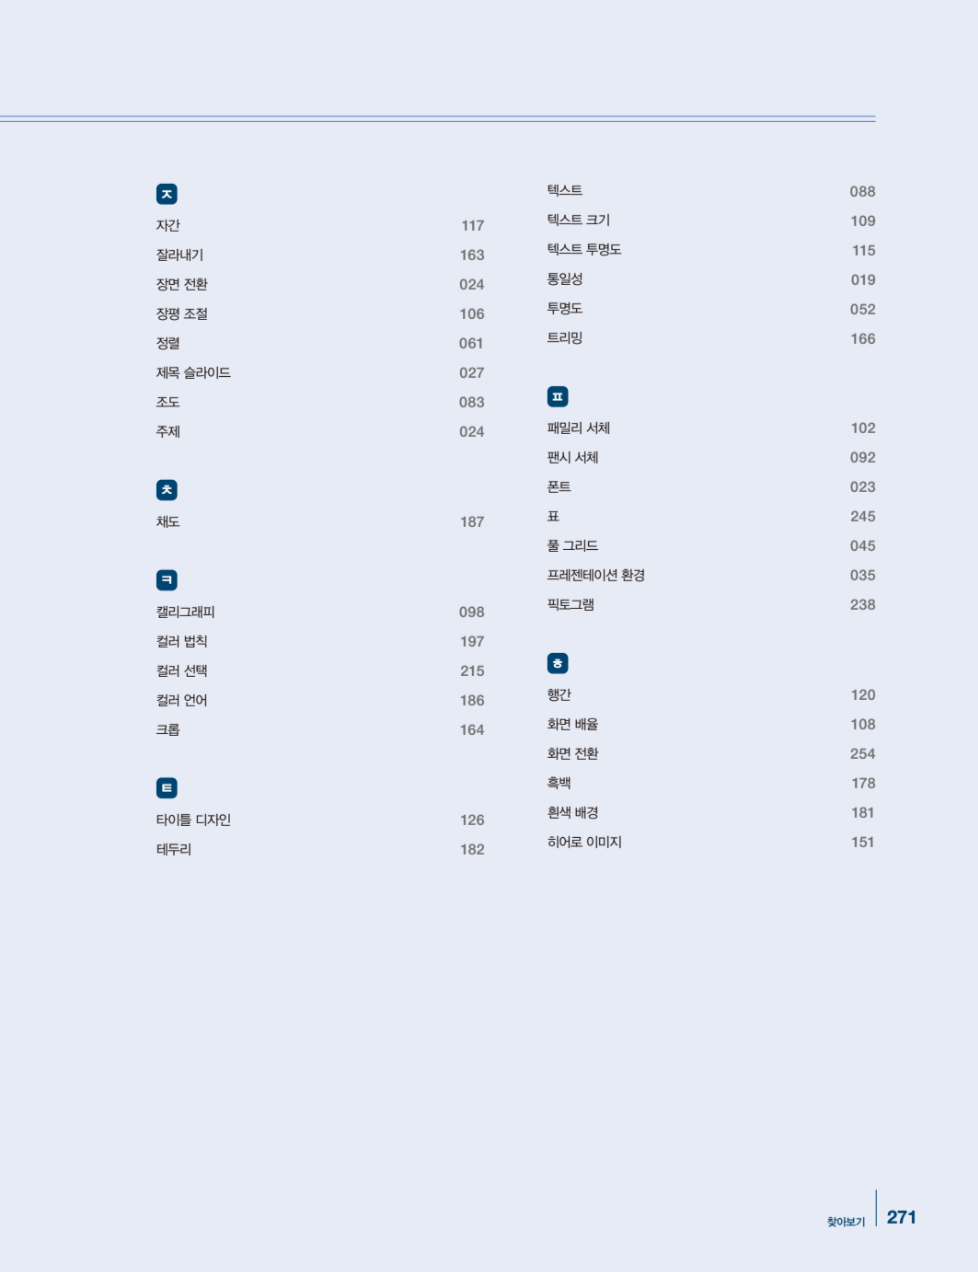 ㅈ
자간 117
잘라내기 163
장면 전환 024
장평 조절 106
정렬 061
제목 슬라이드 027
조도 083
주제 024
ㅊ
채도 187
ㅋ
캘리그래피 098
컬러 법칙 197
컬러 선택 215
컬러 언어 186
크롭 164
ㅌ
타이틀 디자인 126
테두리 182
텍스트 088
텍스트 크기 109
텍스트 투명도 115
통일성 019
투명도 052
트리밍 166
ㅍ
패밀리 서체 102
팬시 서체 092
폰트 023
표 245
풀 그리드 045
프레젠테이션 환경 035
픽토그램 238
ㅎ
행간 120
화면 배율 108
화면 전환 254
흑백 178
흰색 배경 181
히어로 이미지 151
찾아보기 271